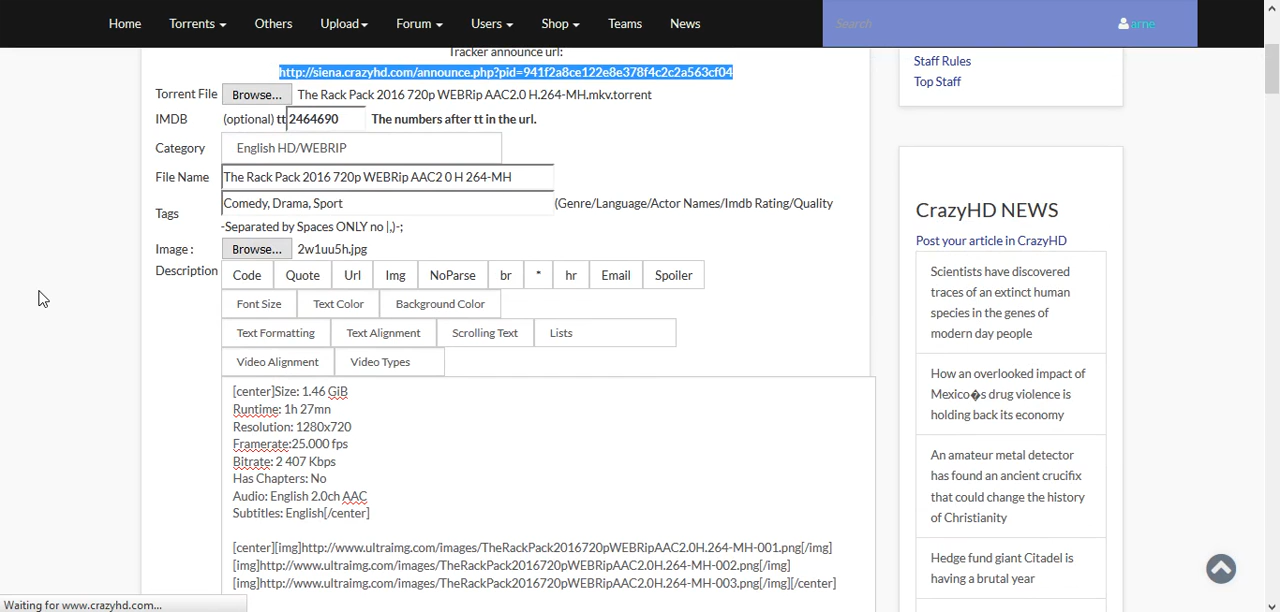 Home Torrents Others Upload Forum Users Shop Teams News Search arne
Tracker announce url:
http://siena.crazyhd.com/announce.php?pid=941f2a8ce122e8e378f4c2c2a563cf04
Torrent File Browse... The Rack Pack 2016 720p WEBRip AAC2.0 H.264-MH.mkv.torrent
IMDB (optional) tt 2464690 The numbers after tt in the url.
Category English HD/WEBRIP
File Name The Rack Pack 2016 720p WEBRip AAC2 0 H 264-MH
Tags Comedy, Drama, Sport (Genre/Language/Actor Names/Imdb Rating/Quality
-Separated by Spaces ONLY no |,)-;
Image : Browse... 2w1uu5h.jpg
Description Code Quote Url Img NoParse br * hr Email Spoiler
Font Size Text Color Background Color
Text Formatting Text Alignment Scrolling Text Lists
Video Alignment Video Types
[center]Size: 1.46 GiB
Runtime: 1h 27mn
Resolution: 1280x720
Framerate:25.000 fps
Bitrate: 2 407 Kbps
Has Chapters: No
Audio: English 2.0ch AAC
Subtitles: English[/center]
[center][img]http://www.ultraimg.com/images/TheRackPack2016720pWEBRipAAC2.0H.264-MH-001.png[/img]
[img]http://www.ultraimg.com/images/TheRackPack2016720pWEBRipAAC2.0H.264-MH-002.png[/img]
[img]http://www.ultraimg.com/images/TheRackPack2016720pWEBRipAAC2.0H.264-MH-003.png[/img][/center]
Waiting for www.crazyhd.com...
Staff Rules
Top Staff
CrazyHD NEWS
Post your article in CrazyHD
Scientists have discovered
traces of an extinct human
species in the genes of
modern day people
How an overlooked impact of
Mexico�s drug violence is
holding back its economy
An amateur metal detector
has found an ancient crucifix
that could change the history
of Christianity
Hedge fund giant Citadel is
having a brutal year